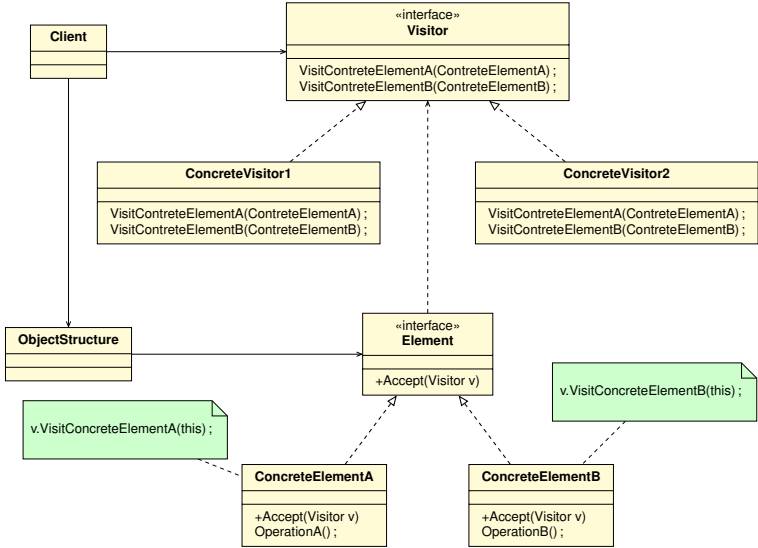 Client
«interface»
Visitor
VisitContreteElementA(ContreteElementA) ;
VisitContreteElementB(ContreteElementB) ;
ConcreteVisitor1
VisitContreteElementA(ContreteElementA) ;
VisitContreteElementB(ContreteElementB) ;
ConcreteVisitor2
VisitContreteElementA(ContreteElementA) ;
VisitContreteElementB(ContreteElementB) ;
ObjectStructure
«interface»
Element
+Accept(Visitor v)
v.VisitConcreteElementB(this) ;
v.VisitConcreteElementA(this) ;
ConcreteElementA
+Accept(Visitor v)
OperationA() ;
ConcreteElementB
+Accept(Visitor v)
OperationB() ;